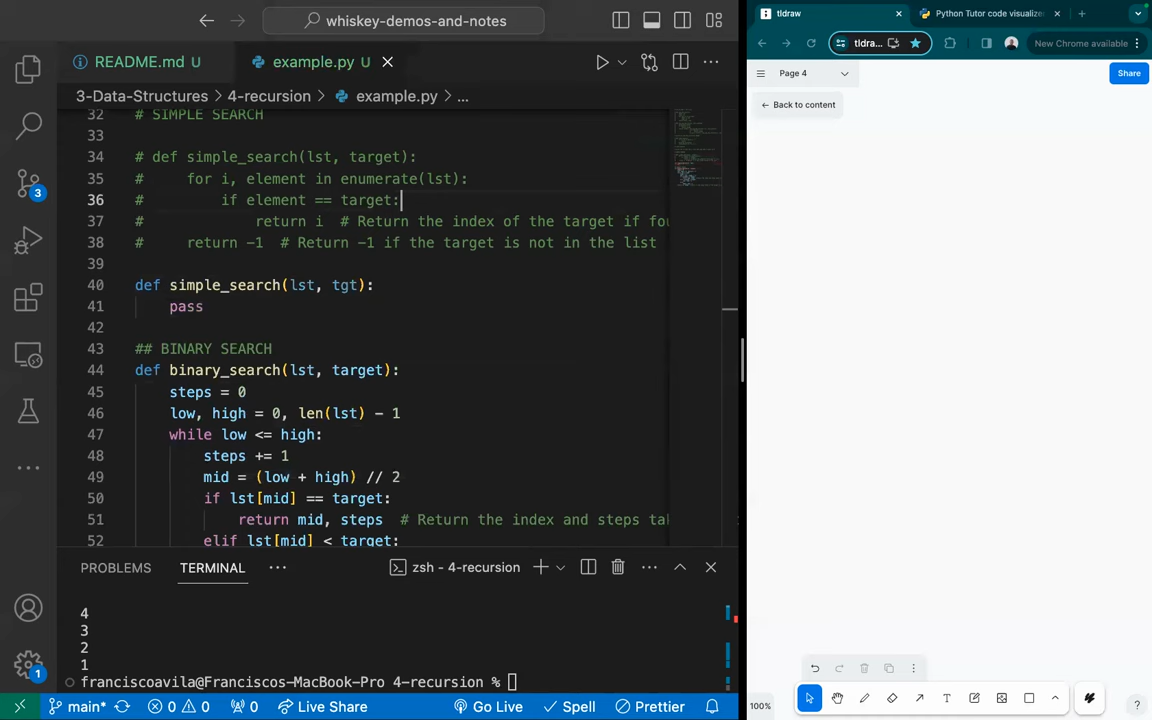 whiskey-demos-and-notes
README.md U
example.py U
3-Data-Structures > 4-recursion > example.py > ...
32 # SIMPLE SEARCH
33
34 # def simple_search(lst, target):
35 #     for i, element in enumerate(lst):
36 #         if element == target:
37 #             return i  # Return the index of the target if fou
38 #     return -1  # Return -1 if the target is not in the list
39
40 def simple_search(lst, tgt):
41     pass
42
43 ## BINARY SEARCH
44 def binary_search(lst, target):
45     steps = 0
46     low, high = 0, len(lst) - 1
47     while low <= high:
48         steps += 1
49         mid = (low + high) // 2
50         if lst[mid] == target:
51             return mid, steps  # Return the index and steps ta
52         elif lst[mid] < target:
PROBLEMS TERMINAL ... zsh - 4-recursion
4
3
2
1
franciscoavila@Franciscos-MacBook-Pro 4-recursion %
3
1
main* 0 0 0 Live Share Go Live Spell Prettier
tldraw
Python Tutor code visualize
tldraw...
New Chrome available
Page 4
Share
Back to content
100%
T
?